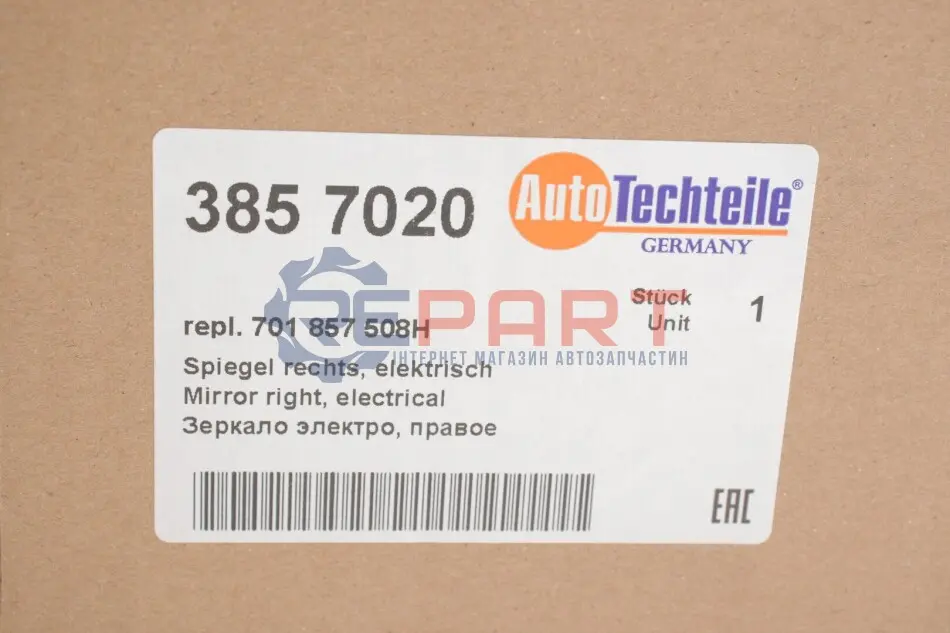 385 7020
AutoTechteile®
GERMANY
Stück 1
Unit
REPART
repl. 701 857 508H
ІНТЕРНЕТ МАГАЗИН АВТОЗАПЧАСТИН
Spiegel rechts, elektrisch
Mirror right, electrical
Зеркало электро, правое
EAC